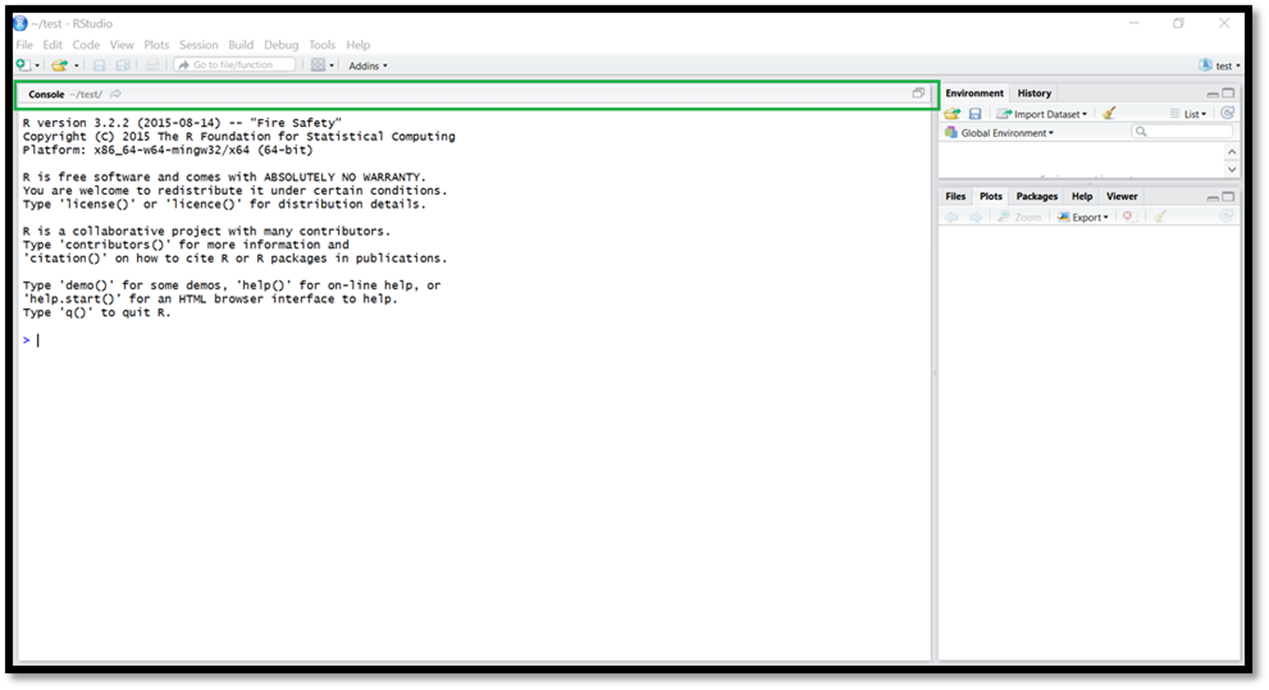 ~/test - RStudio
File Edit Code View Plots Session Build Debug Tools Help
Go to file/function Addins test
Console ~/test/
R version 3.2.2 (2015-08-14) -- "Fire Safety"
Copyright (C) 2015 The R Foundation for Statistical Computing
Platform: x86_64-w64-mingw32/x64 (64-bit)
R is free software and comes with ABSOLUTELY NO WARRANTY.
You are welcome to redistribute it under certain conditions.
Type 'license()' or 'licence()' for distribution details.
R is a collaborative project with many contributors.
Type 'contributors()' for more information and
'citation()' on how to cite R or R packages in publications.
Type 'demo()' for some demos, 'help()' for on-line help, or
'help.start()' for an HTML browser interface to help.
Type 'q()' to quit R.
>
Environment History
Import Dataset List
Global Environment
Files Plots Packages Help Viewer
Zoom Export